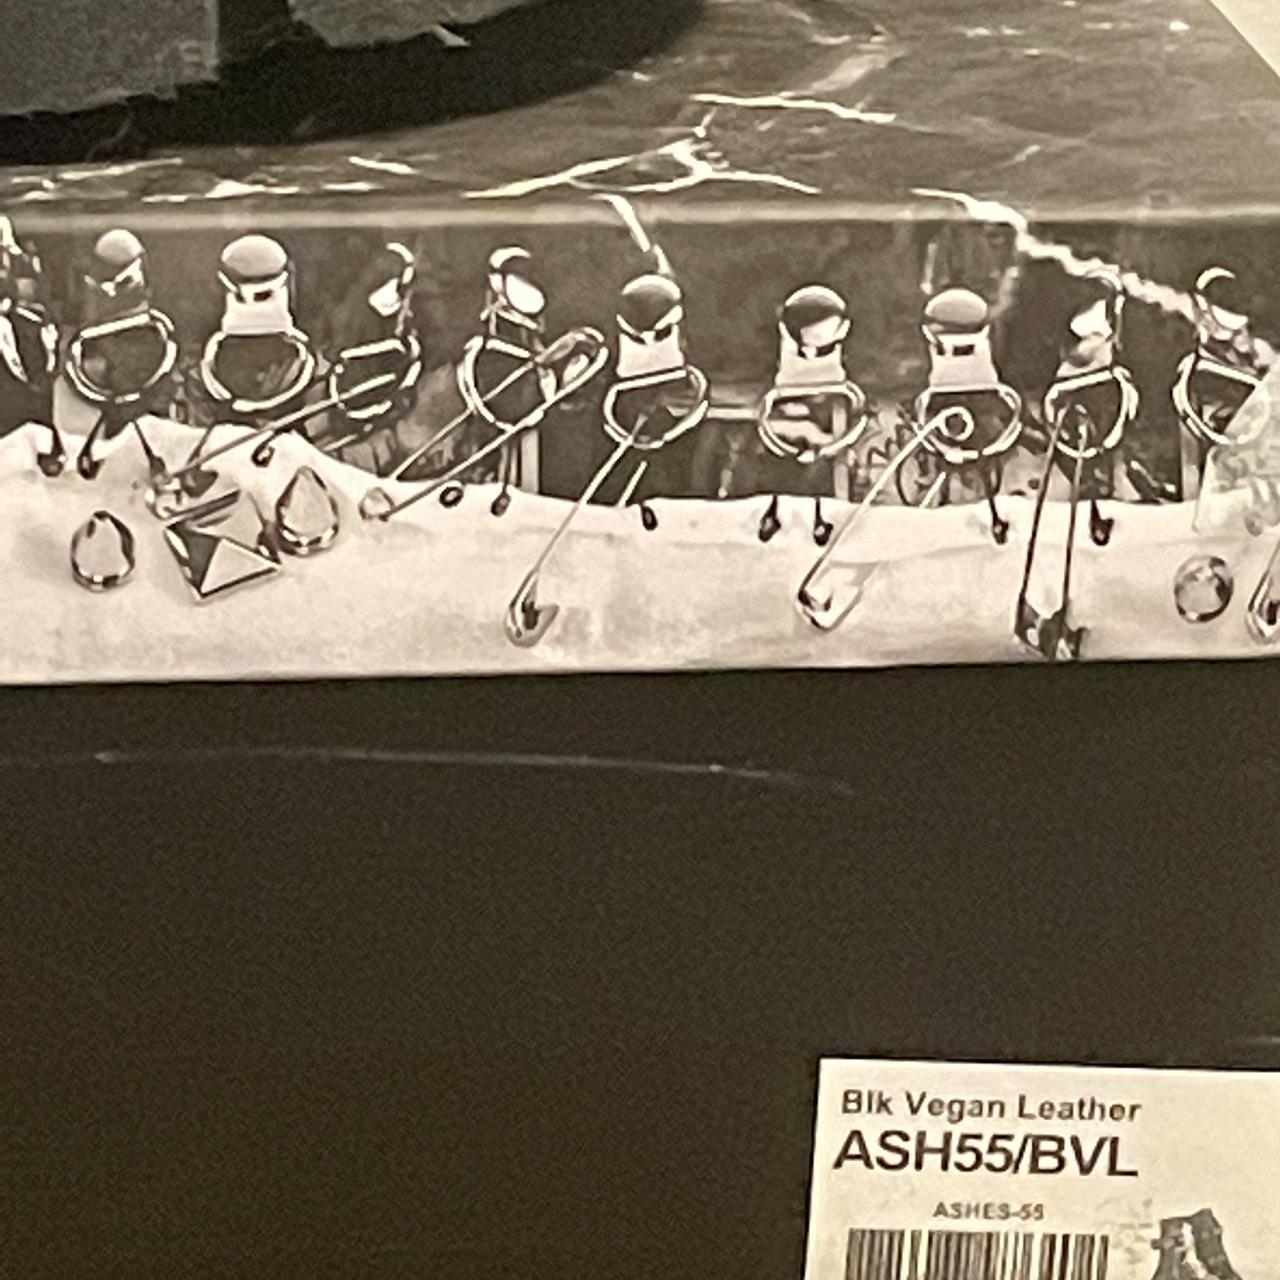 Blk Vegan Leather
ASH55/BVL
ASHES-55